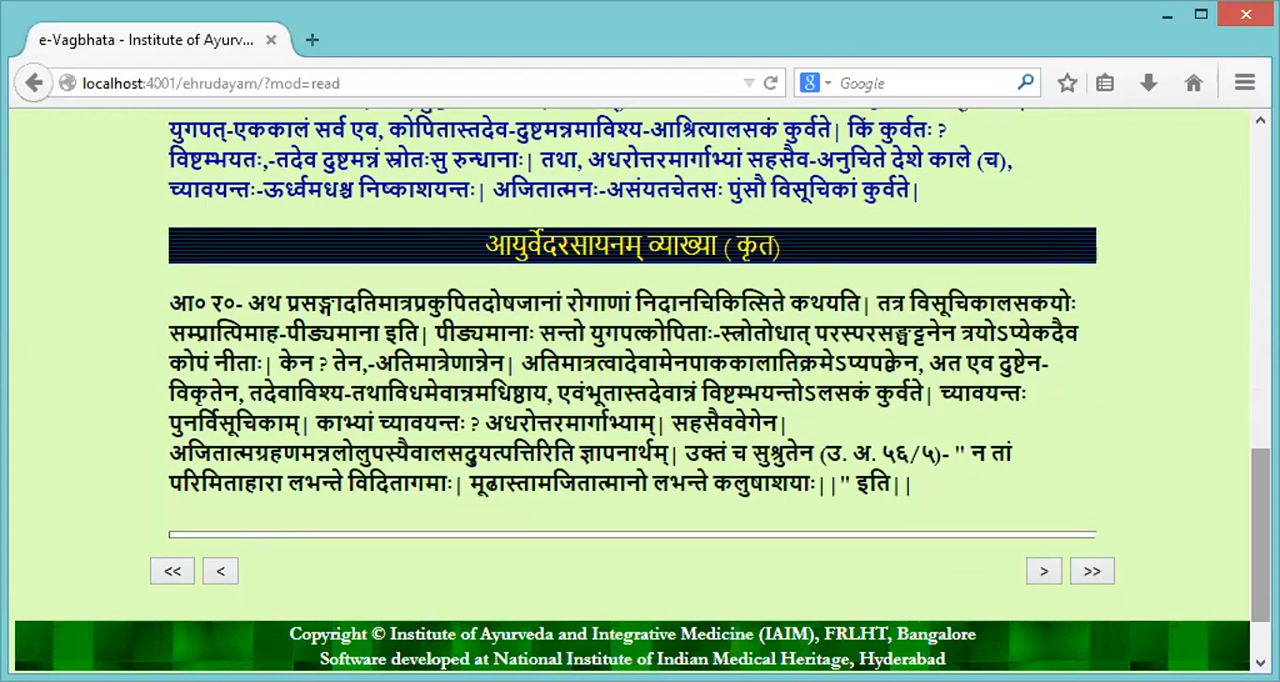 e-Vagbhata - Institute of Ayurv...
localhost:4001/ehrudayam/?mod=read
Google
युगपत्-एककालं सर्व एव, कोपितास्तदेव-दुष्टमन्नमाविश्य-आश्रित्यालसकं कुर्वते| किं कुर्वतः ?
विष्टम्भयतः,-तदेव दुष्टमन्नं स्रोतःसु रुन्धानाः| तथा, अधरोत्तरमार्गाभ्यां सहसैव-अनुचिते देशे काले (च),
च्यावयन्तः-ऊर्ध्वमधश्च निष्काशयन्तः| अजितात्मनः-असंयतचेतसः पुंसौ विसूचिकां कुर्वते|
आयुर्वेदरसायनम् व्याख्या ( कृत)
आ० र०- अथ प्रसङ्गादतिमात्रप्रकुपितदोषजानां रोगाणां निदानचिकित्सिते कथयति| तत्र विसूचिकालसकयोः
सम्प्राप्तिमाह-पीड्यमाना इति| पीड्यमानाः सन्तो युगपत्कोपिताः-स्त्रोतोधात् परस्परसङ्घट्टनेन त्रयोऽप्येकदैव
कोपं नीताः| केन ? तेन,-अतिमात्रेणान्नेन| अतिमात्रत्वादेवामेनपाककालातिक्रमेऽप्यपक्केन, अत एव दुष्टेन-
विकृतेन, तदेवाविश्य-तथाविधमेवान्नमधिष्ठाय, एवंभूतास्तदेवान्नं विष्टम्भयन्तोऽलसकं कुर्वते| च्यावयन्तः
पुनर्विसूचिकाम्| काभ्यां च्यावयन्तः ? अधरोत्तरमार्गाभ्याम्| सहसैववेगेन|
अजितात्मग्रहणमन्नलोलुपस्यैवालसद्वुयत्पत्तिरिति ज्ञापनार्थम्| उक्तं च सुश्रुतेन (उ. अ. ५६/५)- " न तां
परिमिताहारा लभन्ते विदितागमाः| मूढास्तामजितात्मानो लभन्ते कलुषाशयाः||" इति||
<< < > >>
Copyright © Institute of Ayurveda and Integrative Medicine (IAIM), FRLHT, Bangalore
Software developed at National Institute of Indian Medical Heritage, Hyderabad